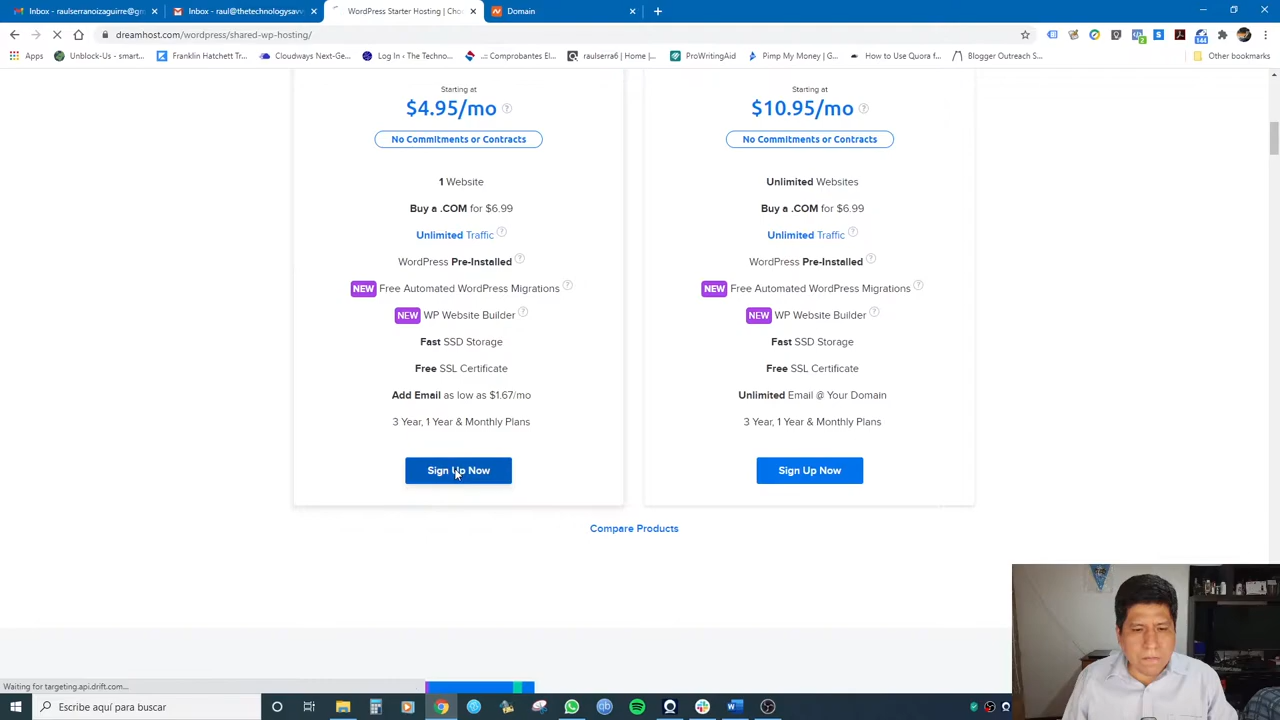 Inbox - raulserranoizaguirre@gm
Inbox - raul@thetechnologysav
WordPress Starter Hosting | Cho
Domain
dreamhost.com/wordpress/shared-wp-hosting/
Apps
Unblock-Us - smart...
Franklin Hatchett Tr...
Cloudways Next-Ge...
Log In ‹ The Techno...
.::: Comprobantes El...
raulserra6 | Home |...
ProWritingAid
Pimp My Money | G...
How to Use Quora f...
Blogger Outreach S...
Other bookmarks
Starting at
$4.95/mo ?
No Commitments or Contracts
1 Website
Buy a .COM for $6.99
Unlimited Traffic ?
WordPress Pre-Installed ?
NEW Free Automated WordPress Migrations ?
NEW WP Website Builder ?
Fast SSD Storage
Free SSL Certificate
Add Email as low as $1.67/mo
3 Year, 1 Year & Monthly Plans
Sign Up Now
Starting at
$10.95/mo ?
No Commitments or Contracts
Unlimited Websites
Buy a .COM for $6.99
Unlimited Traffic ?
WordPress Pre-Installed ?
NEW Free Automated WordPress Migrations ?
NEW WP Website Builder ?
Fast SSD Storage
Free SSL Certificate
Unlimited Email @ Your Domain
3 Year, 1 Year & Monthly Plans
Sign Up Now
Compare Products
Waiting for targeting.api.drift.com...
Escribe aquí para buscar